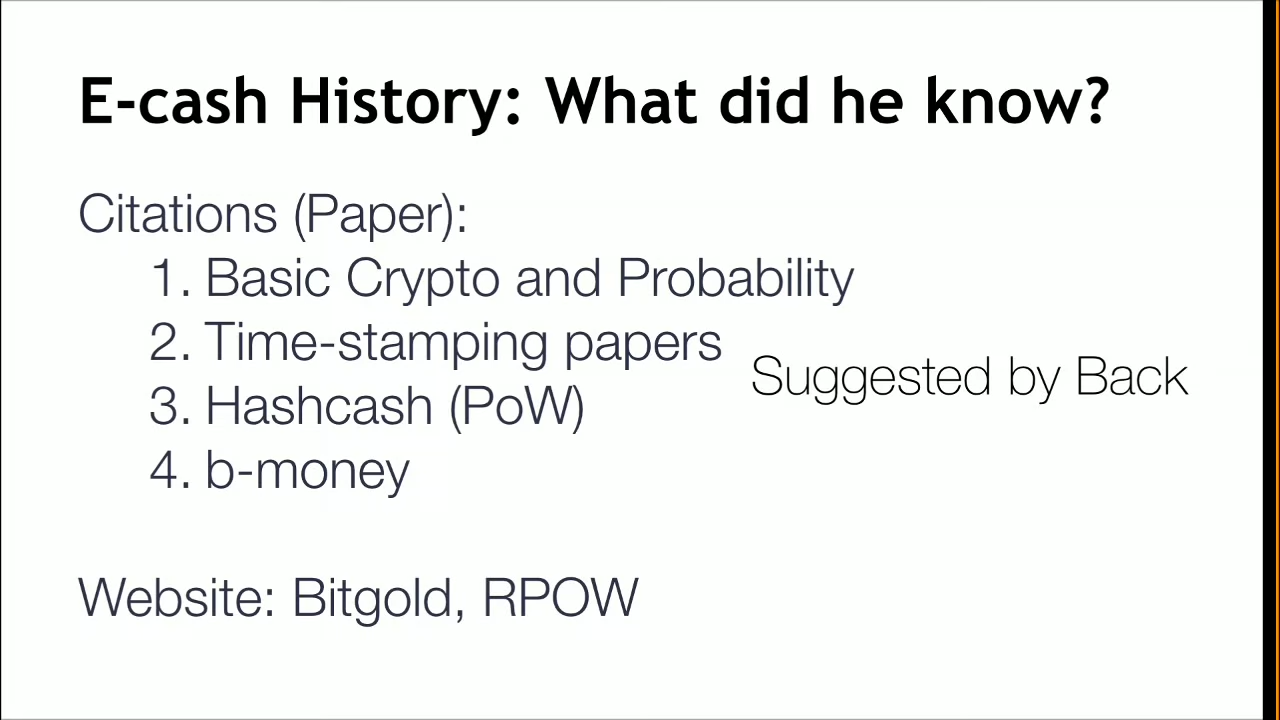 E-cash History: What did he know?
Citations (Paper):
1. Basic Crypto and Probability
2. Time-stamping papers
Suggested by Back
3. Hashcash (PoW)
4. b-money
Website: Bitgold, RPOW